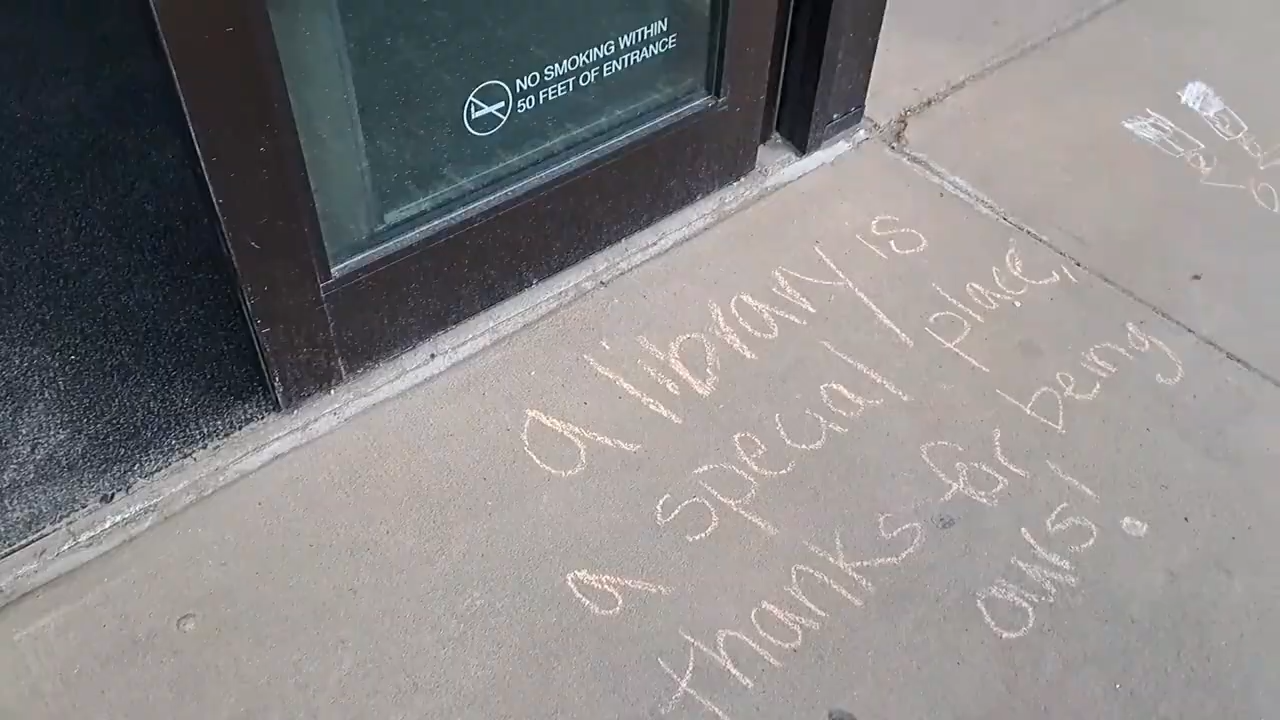 NO SMOKING WITHIN
50 FEET OF ENTRANCE
a library is
a special place,
thanks for being
ours!